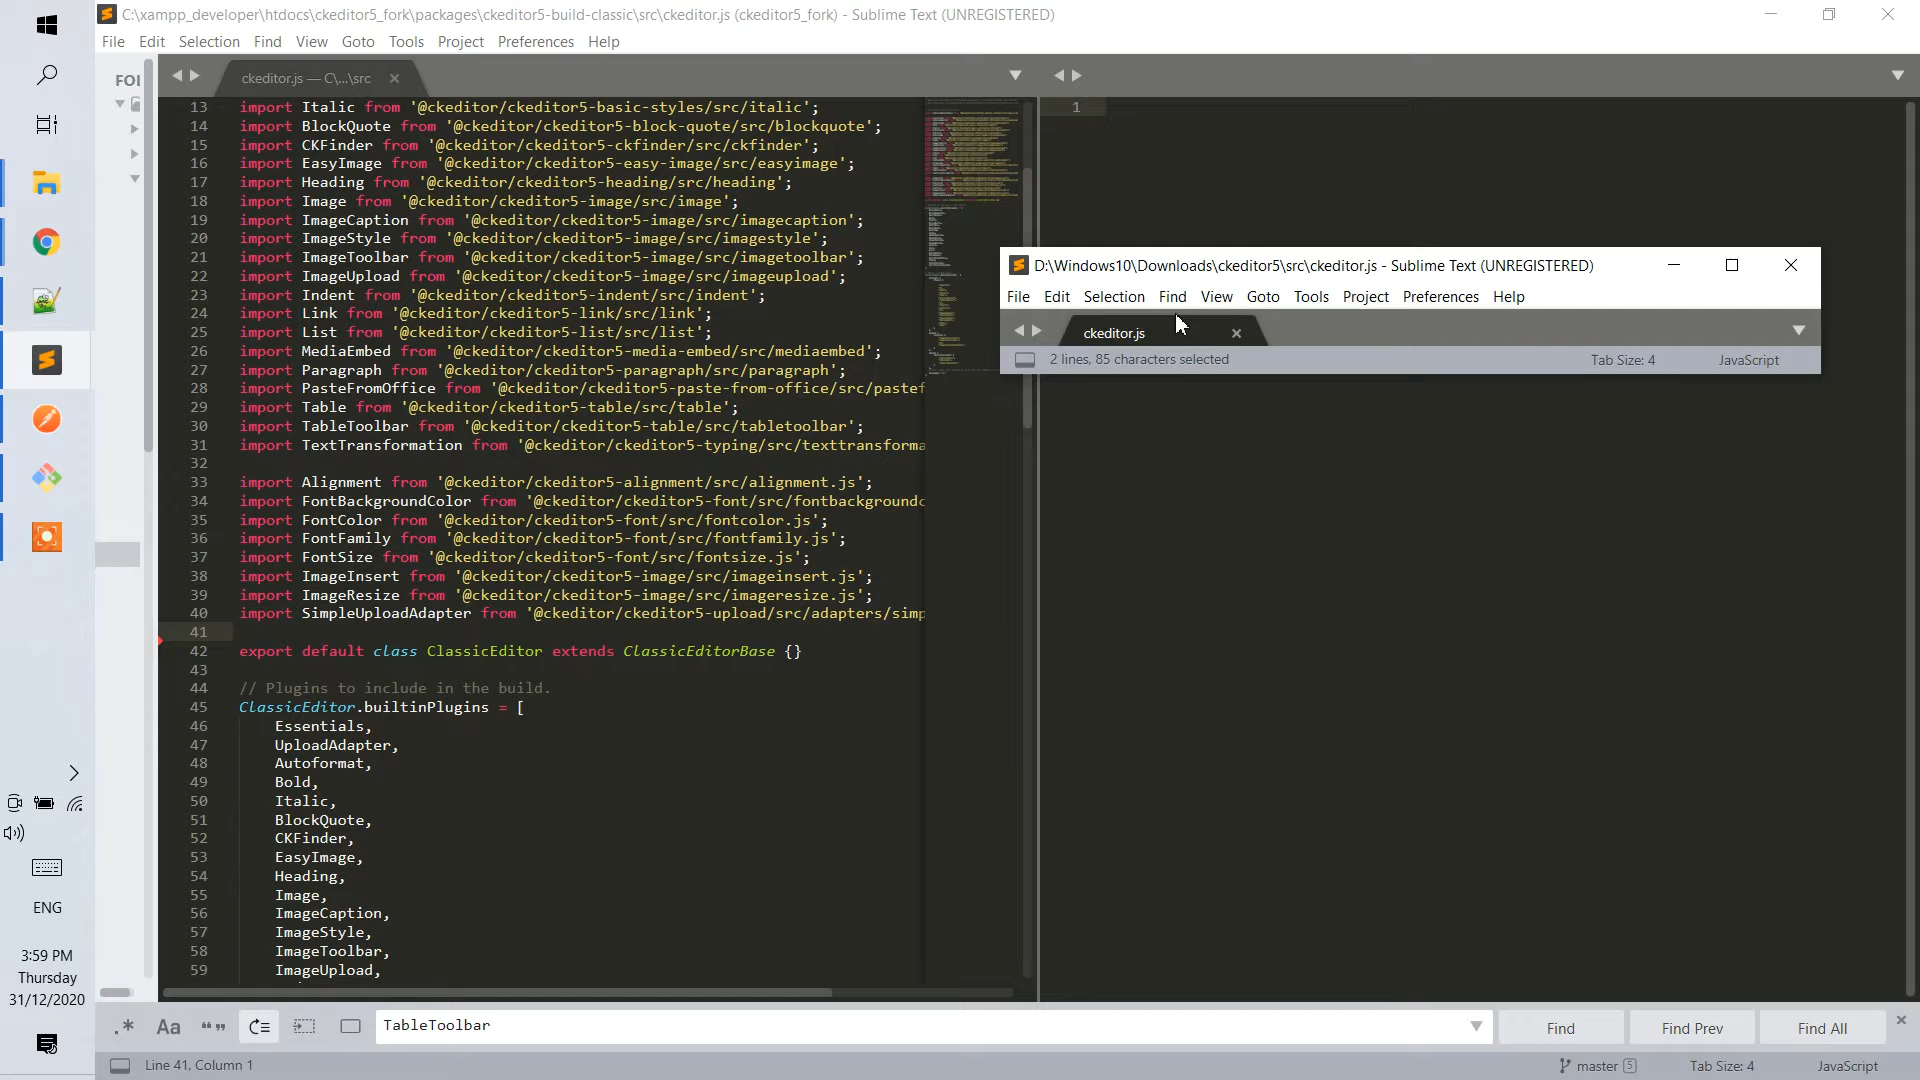 C:\xampp_developer\htdocs\ckeditor5_fork\packages\ckeditor5-build-classic\src\ckeditor.js (ckeditor5_fork) - Sublime Text (UNREGISTERED)
File Edit Selection Find View Goto Tools Project Preferences Help
FOI
ckeditor.js — C\...\src
13 import Italic from '@ckeditor/ckeditor5-basic-styles/src/italic';
14 import BlockQuote from '@ckeditor/ckeditor5-block-quote/src/blockquote';
15 import CKFinder from '@ckeditor/ckeditor5-ckfinder/src/ckfinder';
16 import EasyImage from '@ckeditor/ckeditor5-easy-image/src/easyimage';
17 import Heading from '@ckeditor/ckeditor5-heading/src/heading';
18 import Image from '@ckeditor/ckeditor5-image/src/image';
19 import ImageCaption from '@ckeditor/ckeditor5-image/src/imagecaption';
20 import ImageStyle from '@ckeditor/ckeditor5-image/src/imagestyle';
21 import ImageToolbar from '@ckeditor/ckeditor5-image/src/imagetoolbar';
22 import ImageUpload from '@ckeditor/ckeditor5-image/src/imageupload';
23 import Indent from '@ckeditor/ckeditor5-indent/src/indent';
24 import Link from '@ckeditor/ckeditor5-link/src/link';
25 import List from '@ckeditor/ckeditor5-list/src/list';
26 import MediaEmbed from '@ckeditor/ckeditor5-media-embed/src/mediaembed';
27 import Paragraph from '@ckeditor/ckeditor5-paragraph/src/paragraph';
28 import PasteFromOffice from '@ckeditor/ckeditor5-paste-from-office/src/pastef
29 import Table from '@ckeditor/ckeditor5-table/src/table';
30 import TableToolbar from '@ckeditor/ckeditor5-table/src/tabletoolbar';
31 import TextTransformation from '@ckeditor/ckeditor5-typing/src/texttransforma
32
33 import Alignment from '@ckeditor/ckeditor5-alignment/src/alignment.js';
34 import FontBackgroundColor from '@ckeditor/ckeditor5-font/src/fontbackgroundc
35 import FontColor from '@ckeditor/ckeditor5-font/src/fontcolor.js';
36 import FontFamily from '@ckeditor/ckeditor5-font/src/fontfamily.js';
37 import FontSize from '@ckeditor/ckeditor5-font/src/fontsize.js';
38 import ImageInsert from '@ckeditor/ckeditor5-image/src/imageinsert.js';
39 import ImageResize from '@ckeditor/ckeditor5-image/src/imageresize.js';
40 import SimpleUploadAdapter from '@ckeditor/ckeditor5-upload/src/adapters/simp
41
42 export default class ClassicEditor extends ClassicEditorBase {}
43
44 // Plugins to include in the build.
45 ClassicEditor.builtinPlugins = [
46 Essentials,
47 UploadAdapter,
48 Autoformat,
49 Bold,
50 Italic,
51 BlockQuote,
52 CKFinder,
53 EasyImage,
54 Heading,
55 Image,
56 ImageCaption,
57 ImageStyle,
58 ImageToolbar,
59 ImageUpload,
1
D:\Windows10\Downloads\ckeditor5\src\ckeditor.js - Sublime Text (UNREGISTERED)
File Edit Selection Find View Goto Tools Project Preferences Help
ckeditor.js
2 lines, 85 characters selected Tab Size: 4 JavaScript
ENG
3:59 PM
Thursday
31/12/2020
.* Aa “” TableToolbar Find Find Prev Find All
Line 41, Column 1 master 5 Tab Size: 4 JavaScript